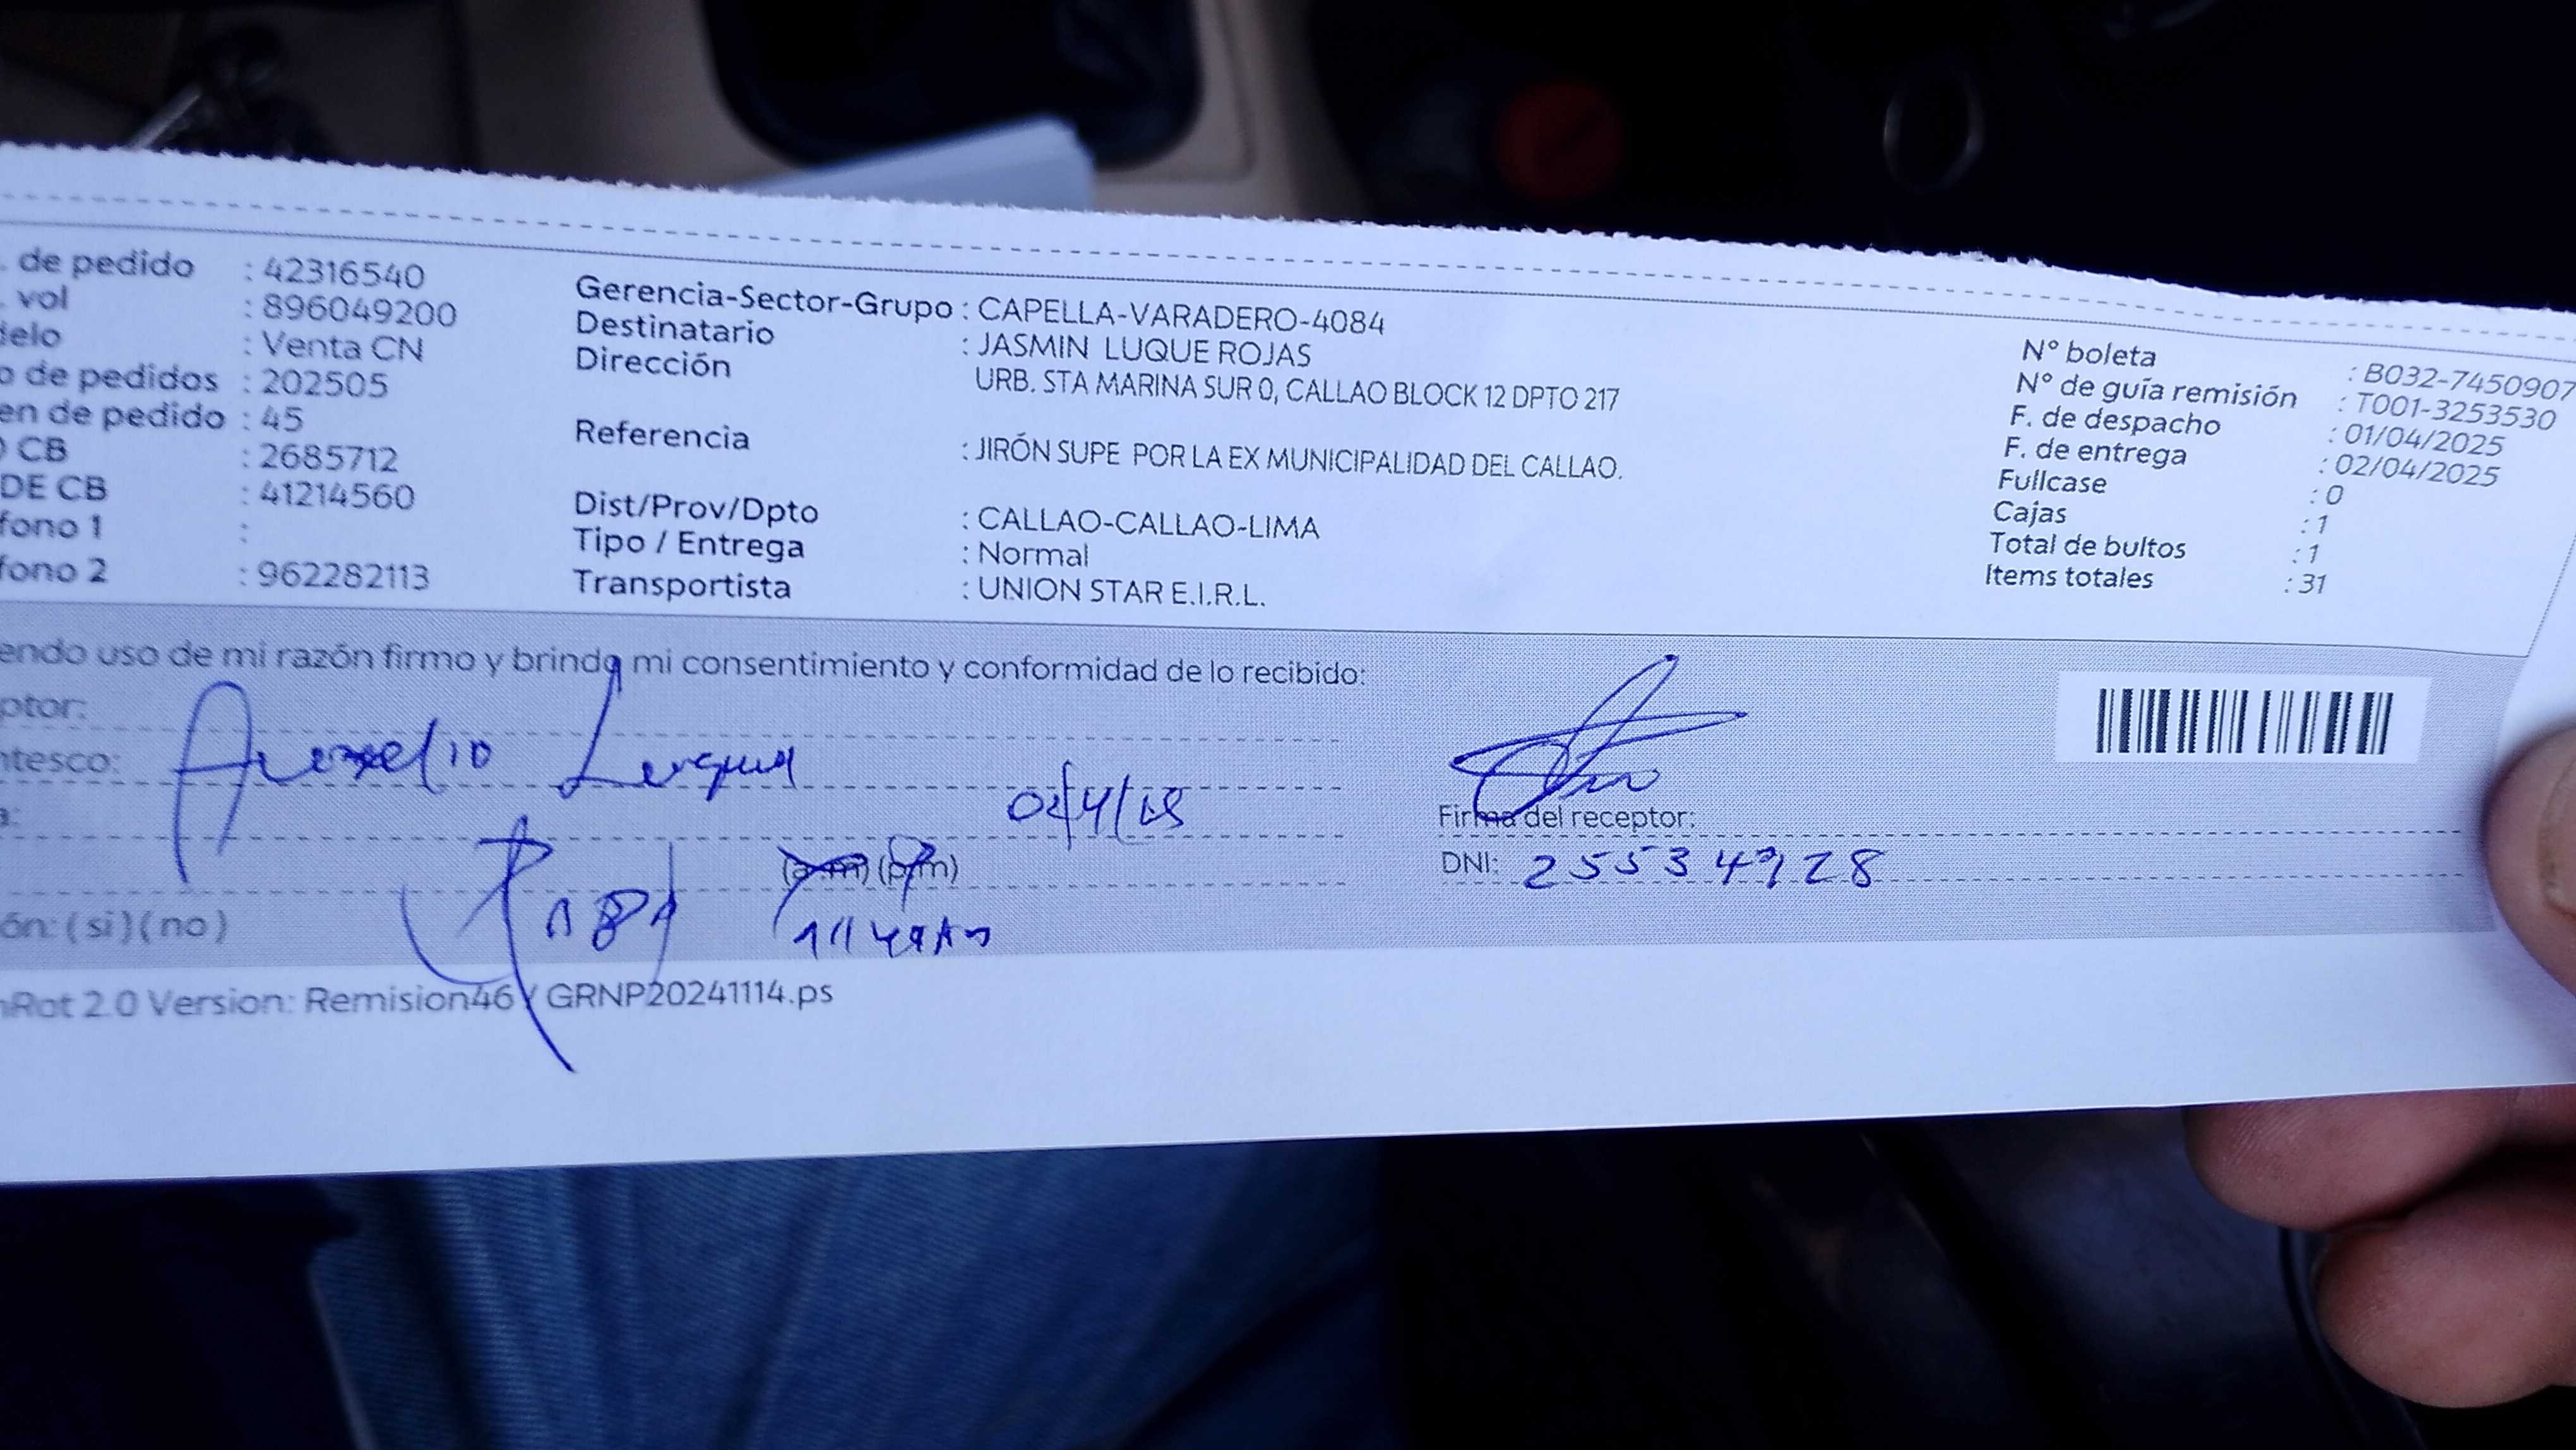 . de pedido : 42316540
. vol : 896049200
delo : Venta CN
o de pedidos : 202505
en de pedido : 45
O CB : 2685712
DE CB : 41214560
fono 1 :
fono 2 : 962282113
Gerencia-Sector-Grupo : CAPELLA-VARADERO-4084
Destinatario : JASMIN LUQUE ROJAS
Dirección URB. STA MARINA SUR 0, CALLAO BLOCK 12 DPTO 217
Referencia : JIRÓN SUPE POR LA EX MUNICIPALIDAD DEL CALLAO.
Dist/Prov/Dpto : CALLAO-CALLAO-LIMA
Tipo / Entrega : Normal
Transportista : UNION STAR E.I.R.L.
N° boleta : B032-7450907
N° de guía remisión : T001-3253530
F. de despacho : 01/04/2025
F. de entrega : 02/04/2025
Fullcase : 0
Cajas : 1
Total de bultos : 1
Items totales : 31
endo uso de mi razón firmo y brindo mi consentimiento y conformidad de lo recibido:
ptor:
ntesco: Aurelio Luque
a:
(a.m) (p.m)
Firma del receptor:
DNI: 25534928
ón: ( si ) ( no )
nRot 2.0 Version: Remision46 / GRNP20241114.ps